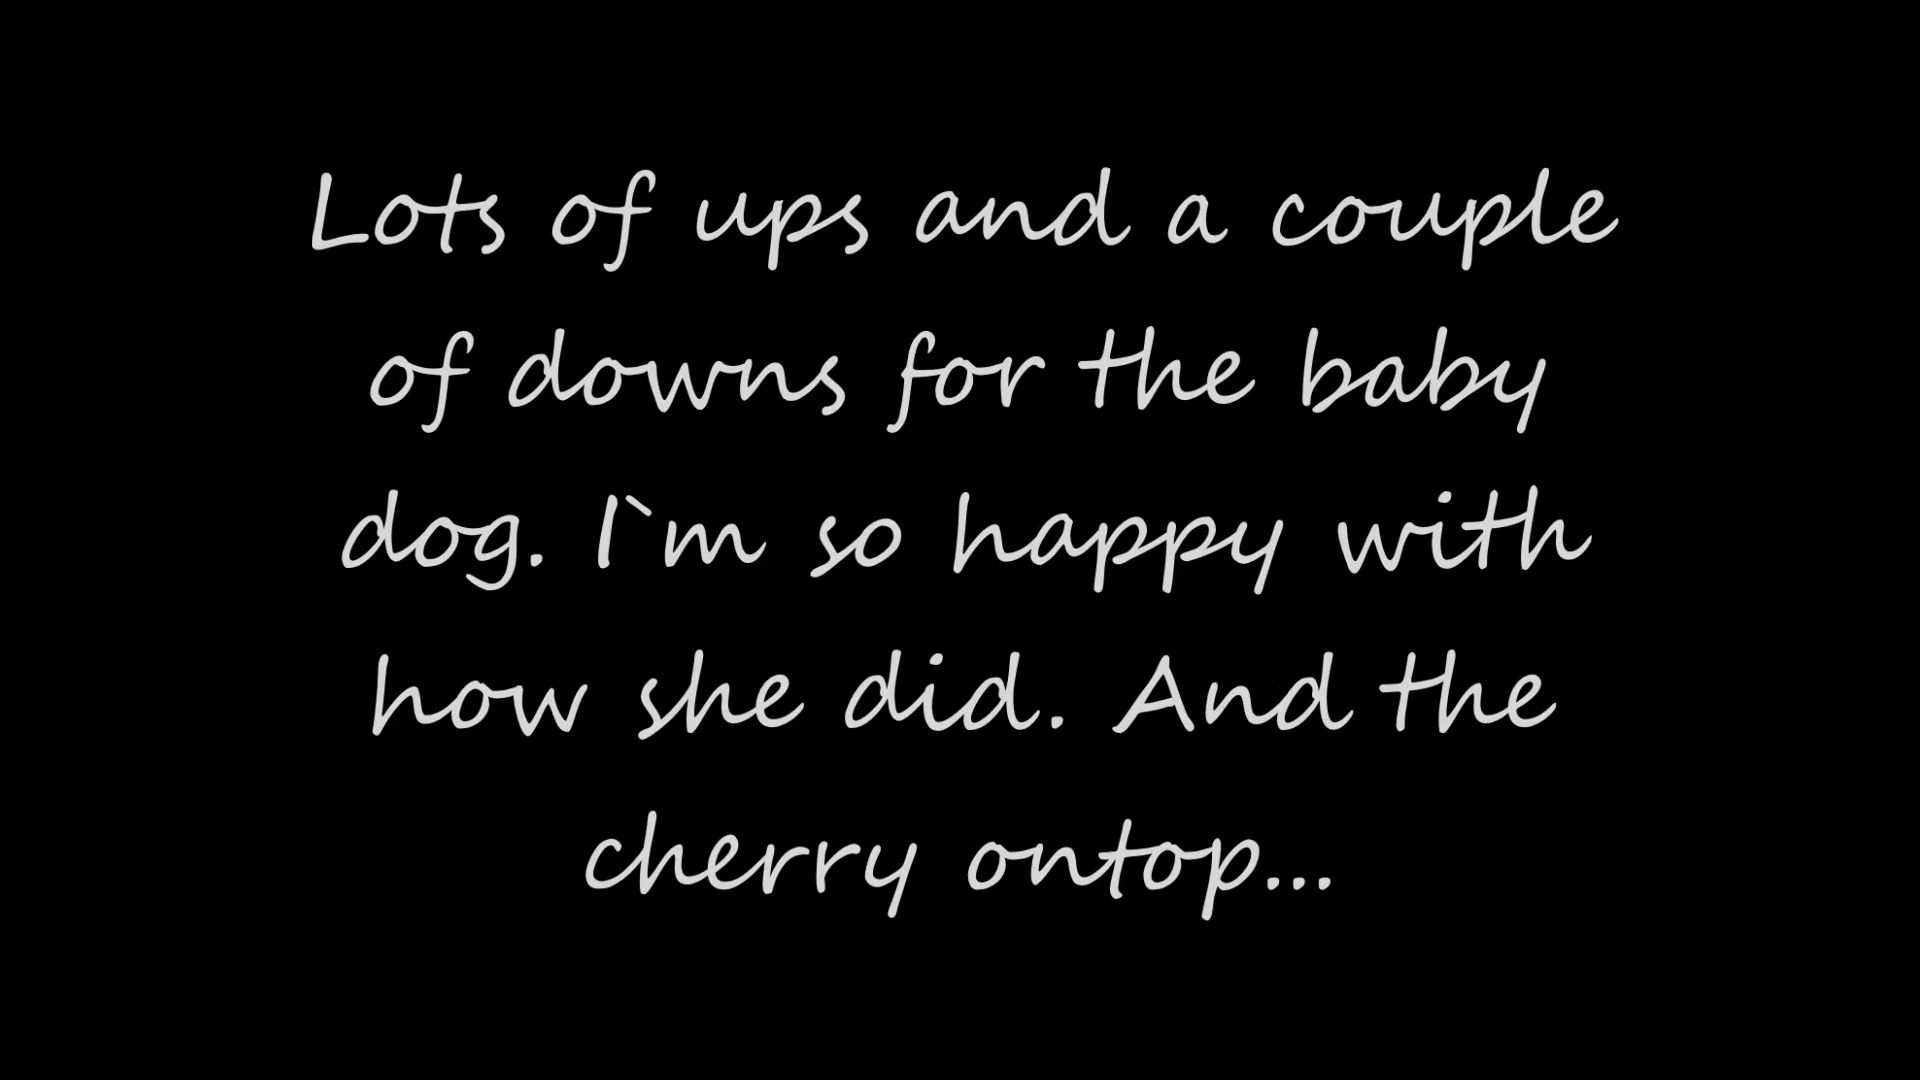 Lots of ups and a couple
of downs for the baby
dog. I`m so happy with
how she did. And the
cherry ontop...